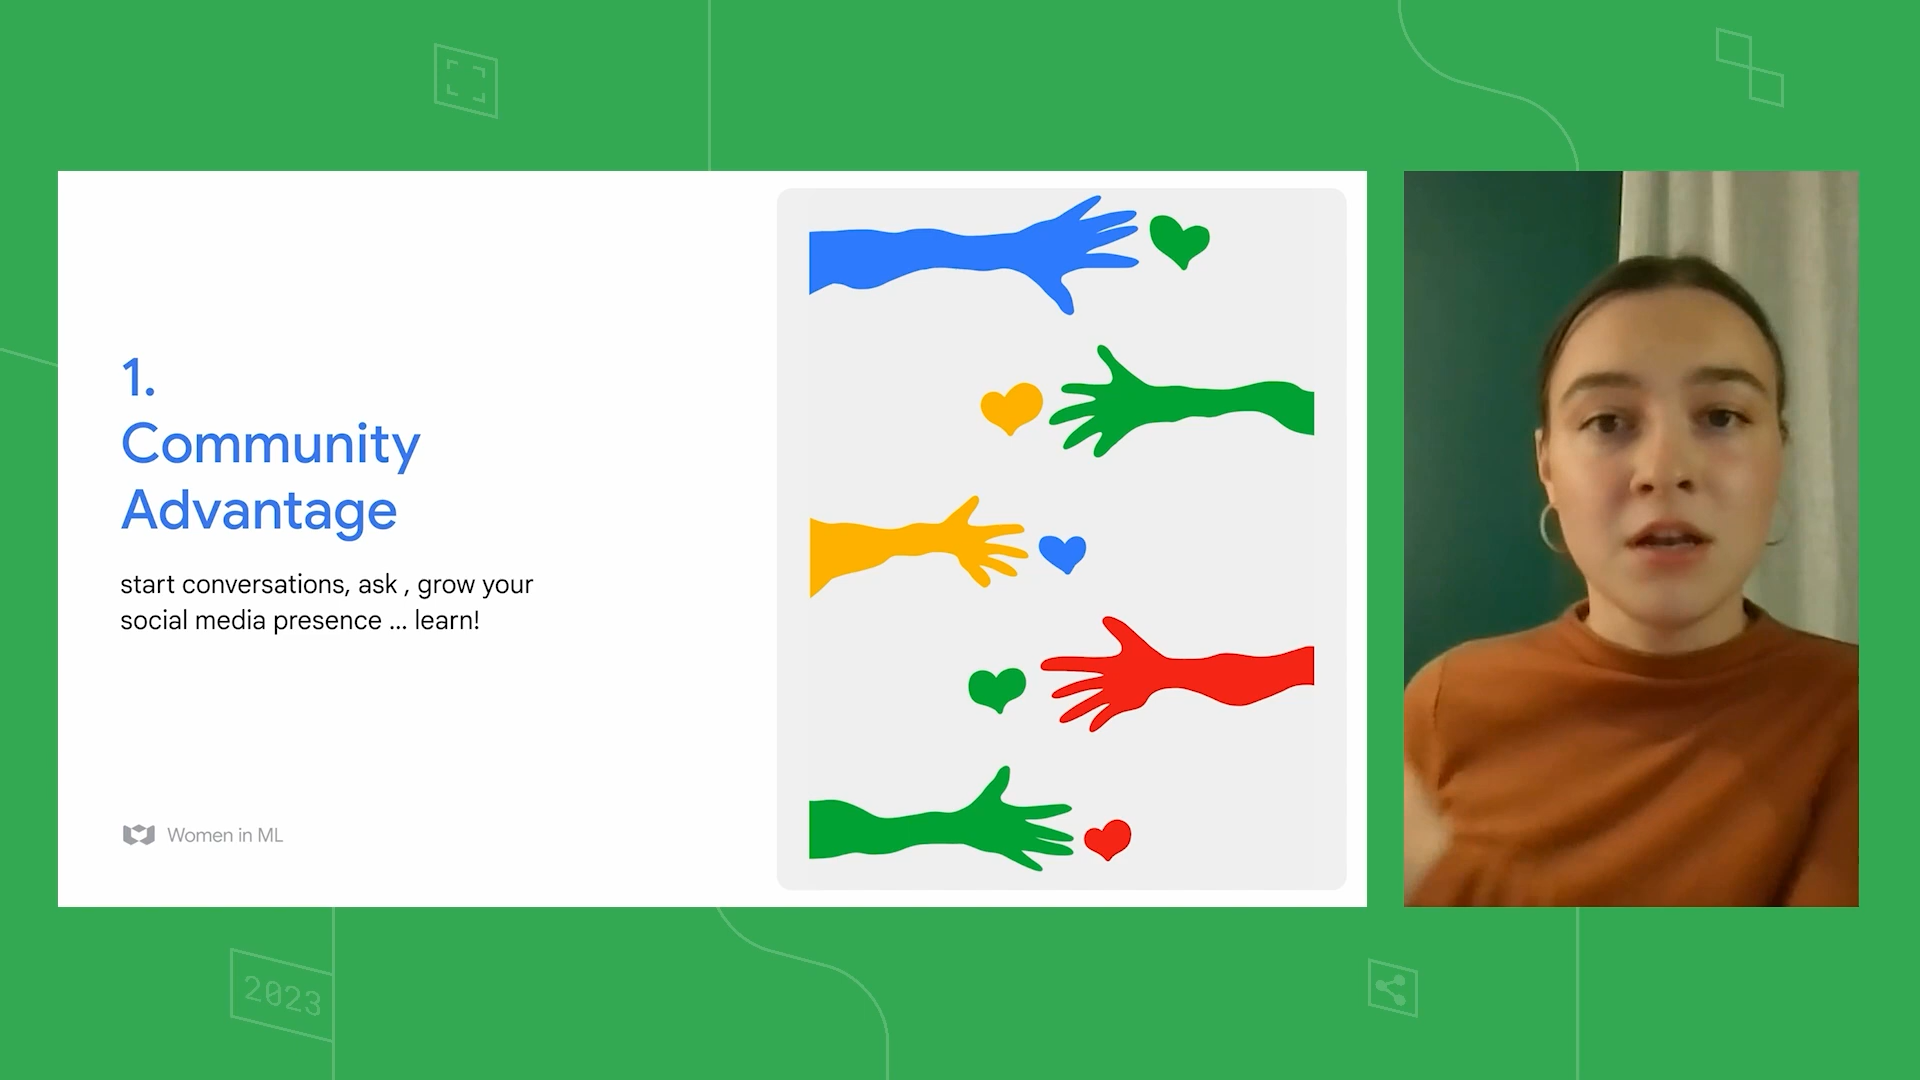 1.
Community
Advantage
start conversations, ask , grow your
social media presence ... learn!
Women in ML
2023